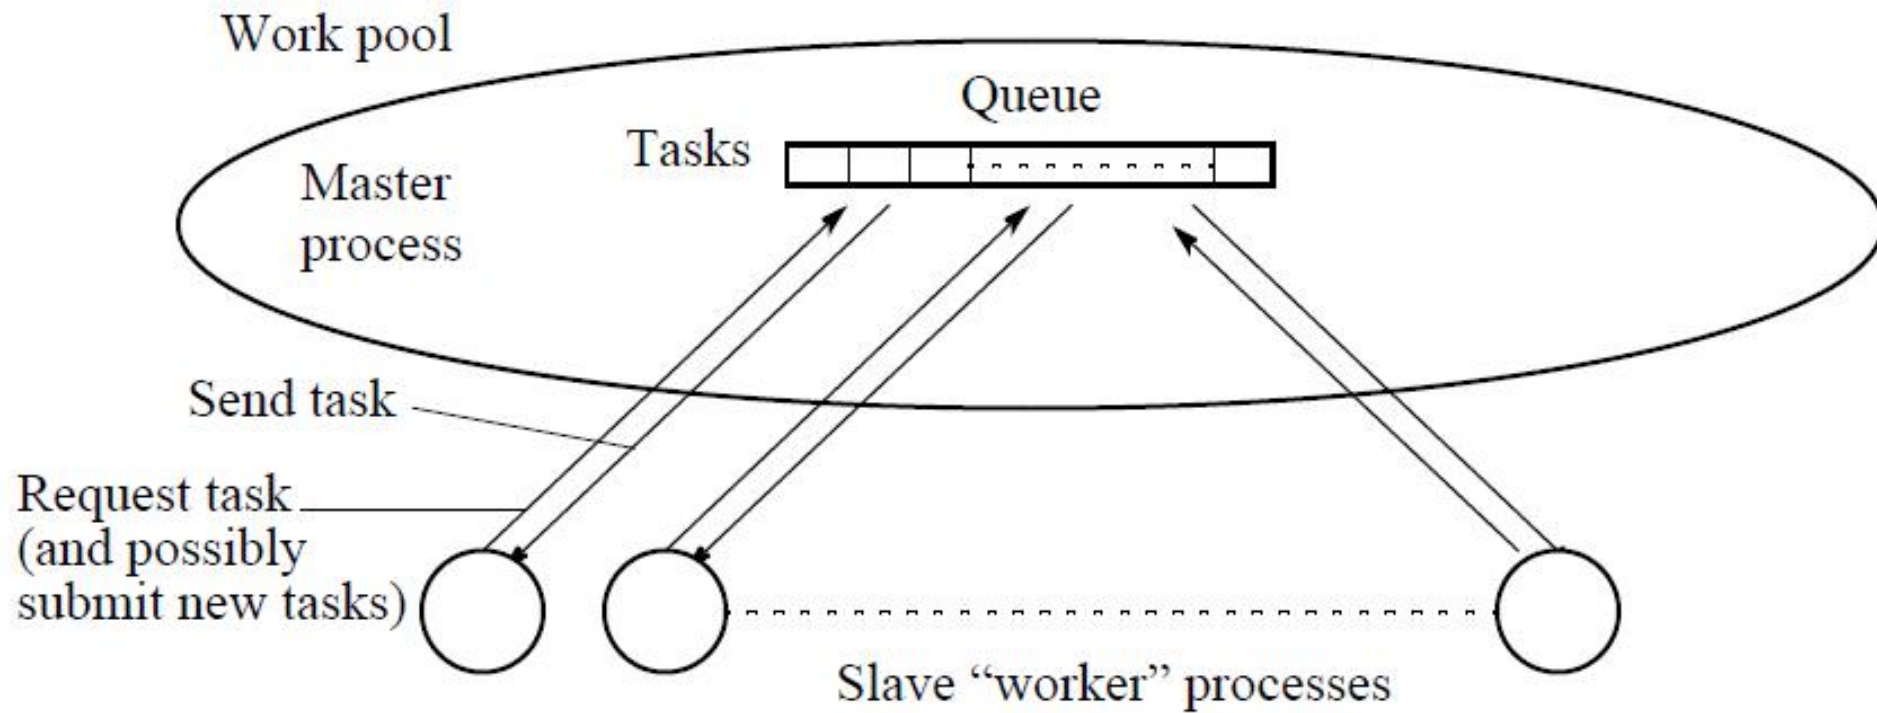 Work pool
Queue
Tasks
Master
process
Send task
Request task
(and possibly
submit new tasks)
Slave “worker” processes